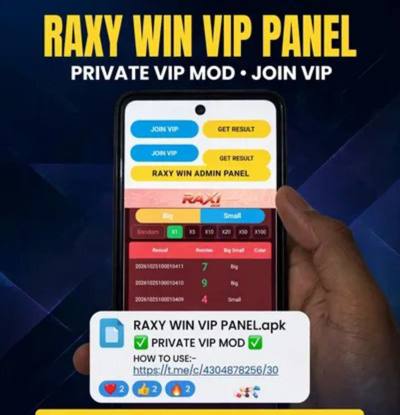 RAXY WIN VIP PANEL
PRIVATE VIP MOD • JOIN VIP
JOIN VIP GET RESULT
JOIN VIP GET RESULT
RAXY WIN ADMIN PANEL
RAXI
Big Small
Random X1 X5 X10 X20 X50 X100
Period Number Big Small Color
20261025100010411 7 Big
20261025100010410 9 Big
20261025100010409 4 Small
RAXY WIN VIP PANEL.apk
✅ PRIVATE VIP MOD ✅
HOW TO USE:-
https://t.me/c/4304878256/30
❤️ 2 👍 2 🔥 2